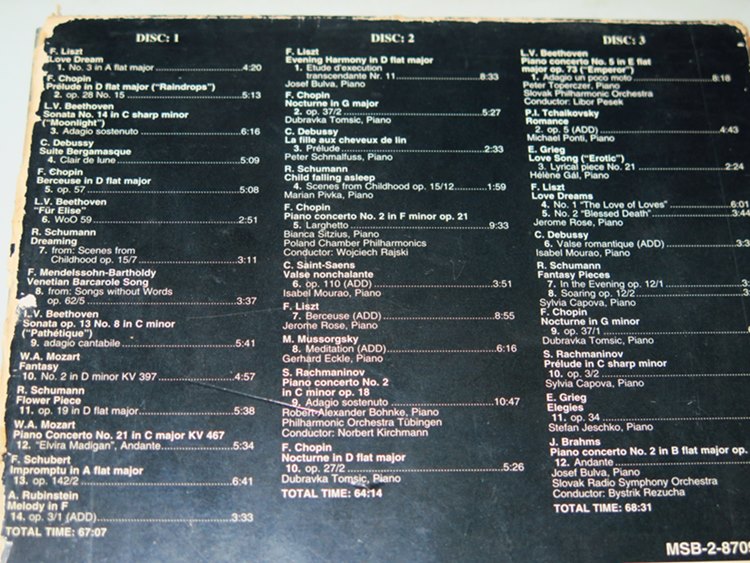 DISC: 1
F. Liszt
Love Dream
1. No. 3 in A flat major 4:20
F. Chopin
Prélude in D flat major ("Raindrops")
2. op. 28 No. 15 5:13
L.V. Beethoven
Sonata No. 14 in C sharp minor
("Moonlight")
3. Adagio sostenuto 6:16
C. Debussy
Suite Bergamasque
4. Clair de lune 5:09
F. Chopin
Berceuse in D flat major
5. op. 57 5:08
L.V. Beethoven
"Für Elise"
6. WoO 59 2:51
R. Schumann
Dreaming
7. from: Scenes from
Childhood op. 15/7 3:11
F. Mendelssohn-Bartholdy
Venetian Barcarole Song
8. from: Songs without Words
op. 62/5 3:37
L.V. Beethoven
Sonata op. 13 No. 8 in C minor
("Pathétique")
9. adagio cantabile 5:41
W.A. Mozart
Fantasy
10. No. 2 in D minor KV 397 4:57
R. Schumann
Flower Piece
11. op. 19 in D flat major 5:38
W.A. Mozart
Piano Concerto No. 21 in C major KV 467
12. "Elvira Madigan", Andante 5:34
F. Schubert
Impromptu in A flat major
13. op. 142/2 6:41
A. Rubinstein
Melody in F
14. op. 3/1 (ADD) 3:33
TOTAL TIME: 67:07
DISC: 2
F. Liszt
Evening Harmony in D flat major
1. Etude d'execution
transcendante Nr. 11 8:33
Josef Bulva, Piano
F. Chopin
Nocturne in G major
2. op. 37/2 5:27
Dubravka Tomsic, Piano
C. Debussy
La fille aux cheveux de lin
3. Prélude 2:33
Peter Schmalfuss, Piano
R. Schumann
Child falling asleep
4. Scenes from Childhood op. 15/12 1:59
Marian Pivka, Piano
F. Chopin
Piano concerto No. 2 in F minor op. 21
5. Larghetto 9:33
Bianca Sitzius, Piano
Poland Chamber Philharmonics
Conductor: Wojciech Rajski
C. Saint-Saens
Valse nonchalante
6. op. 110 (ADD) 3:51
Isabel Mourao, Piano
F. Liszt
7. Berceuse (ADD) 8:55
Jerome Rose, Piano
M. Mussorgsky
8. Meditation (ADD) 6:16
Gerhard Eckle, Piano
S. Rachmaninov
Piano concerto No. 2
in C minor op. 18
9. Adagio sostenuto 10:47
Robert-Alexander Bohnke, Piano
Philharmonic Orchestra Tübingen
Conductor: Norbert Kirchmann
F. Chopin
Nocturne in D flat major
10. op. 27/2 5:26
Dubravka Tomsic, Piano
TOTAL TIME: 64:14
DISC: 3
L.V. Beethoven
Piano concerto No. 5 in E flat
major op. 73 ("Emperor")
1. Adagio un poco moto 8:18
Peter Toperczer, Piano
Slovak Philharmonic Orchestra
Conductor: Libor Pesek
P.I. Tchaikovsky
Romance
2. op. 5 (ADD) 4:43
Michael Ponti, Piano
E. Grieg
Love Song ("Erotic")
3. Lyrical piece No. 21 2:24
Hélène Gál, Piano
F. Liszt
Love Dreams
4. No. 1 "The Love of Loves" 6:01
5. No. 2 "Blessed Death" 3:44
Jerome Rose, Piano
C. Debussy
6. Valse romantique (ADD)
Isabel Mourao, Piano
R. Schumann
Fantasy Pieces
7. In the Evening op. 12/1
8. Soaring op. 12/2
Sylvia Capova, Piano
F. Chopin
Nocturne in G minor
9. op. 37/1
Dubravka Tomsic, Piano
S. Rachmaninov
Prélude in C sharp minor
10. op. 3/2
Sylvia Capova, Piano
E. Grieg
Elegies
11. op. 34
Stefan Jeschko, Piano
J. Brahms
Piano concerto No. 2 in B flat major op.
12. Andante
Josef Bulva, Piano
Slovak Radio Symphony Orchestra
Conductor: Bystrik Rezucha
TOTAL TIME: 68:31
MSB-2-8709